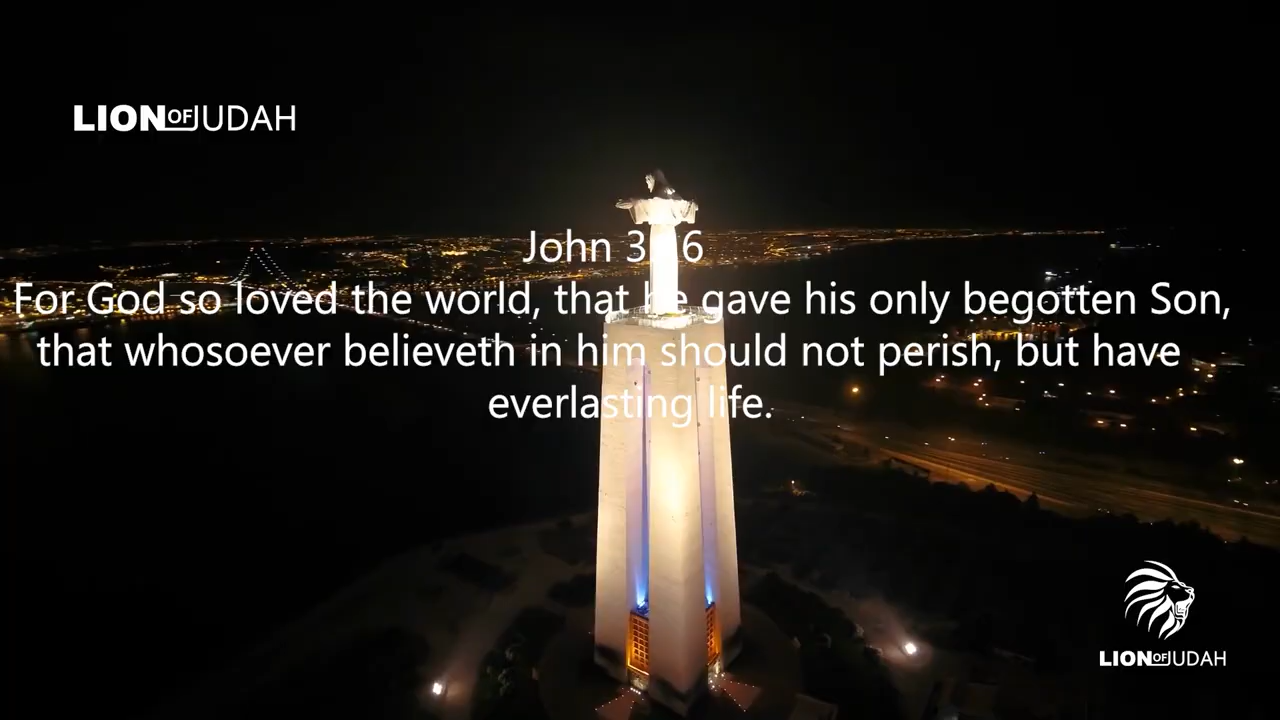 LION OF JUDAH
John 3 6
For God so loved the world, that he gave his only begotten Son,
that whosoever believeth in him should not perish, but have
everlasting life.
LION OF JUDAH